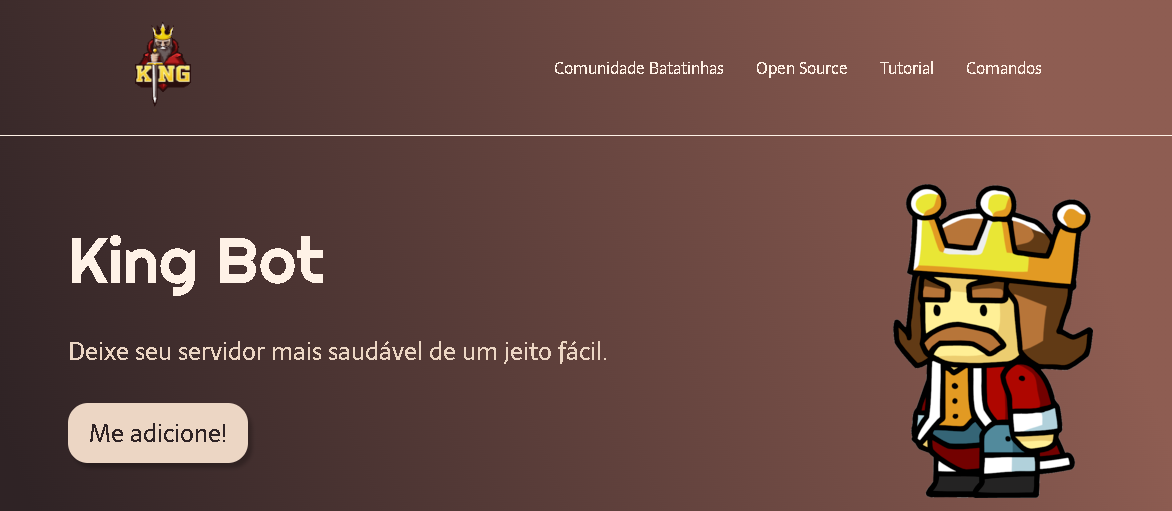 KING
Comunidade Batatinhas Open Source Tutorial Comandos
King Bot
Deixe seu servidor mais saudável de um jeito fácil.
Me adicione!